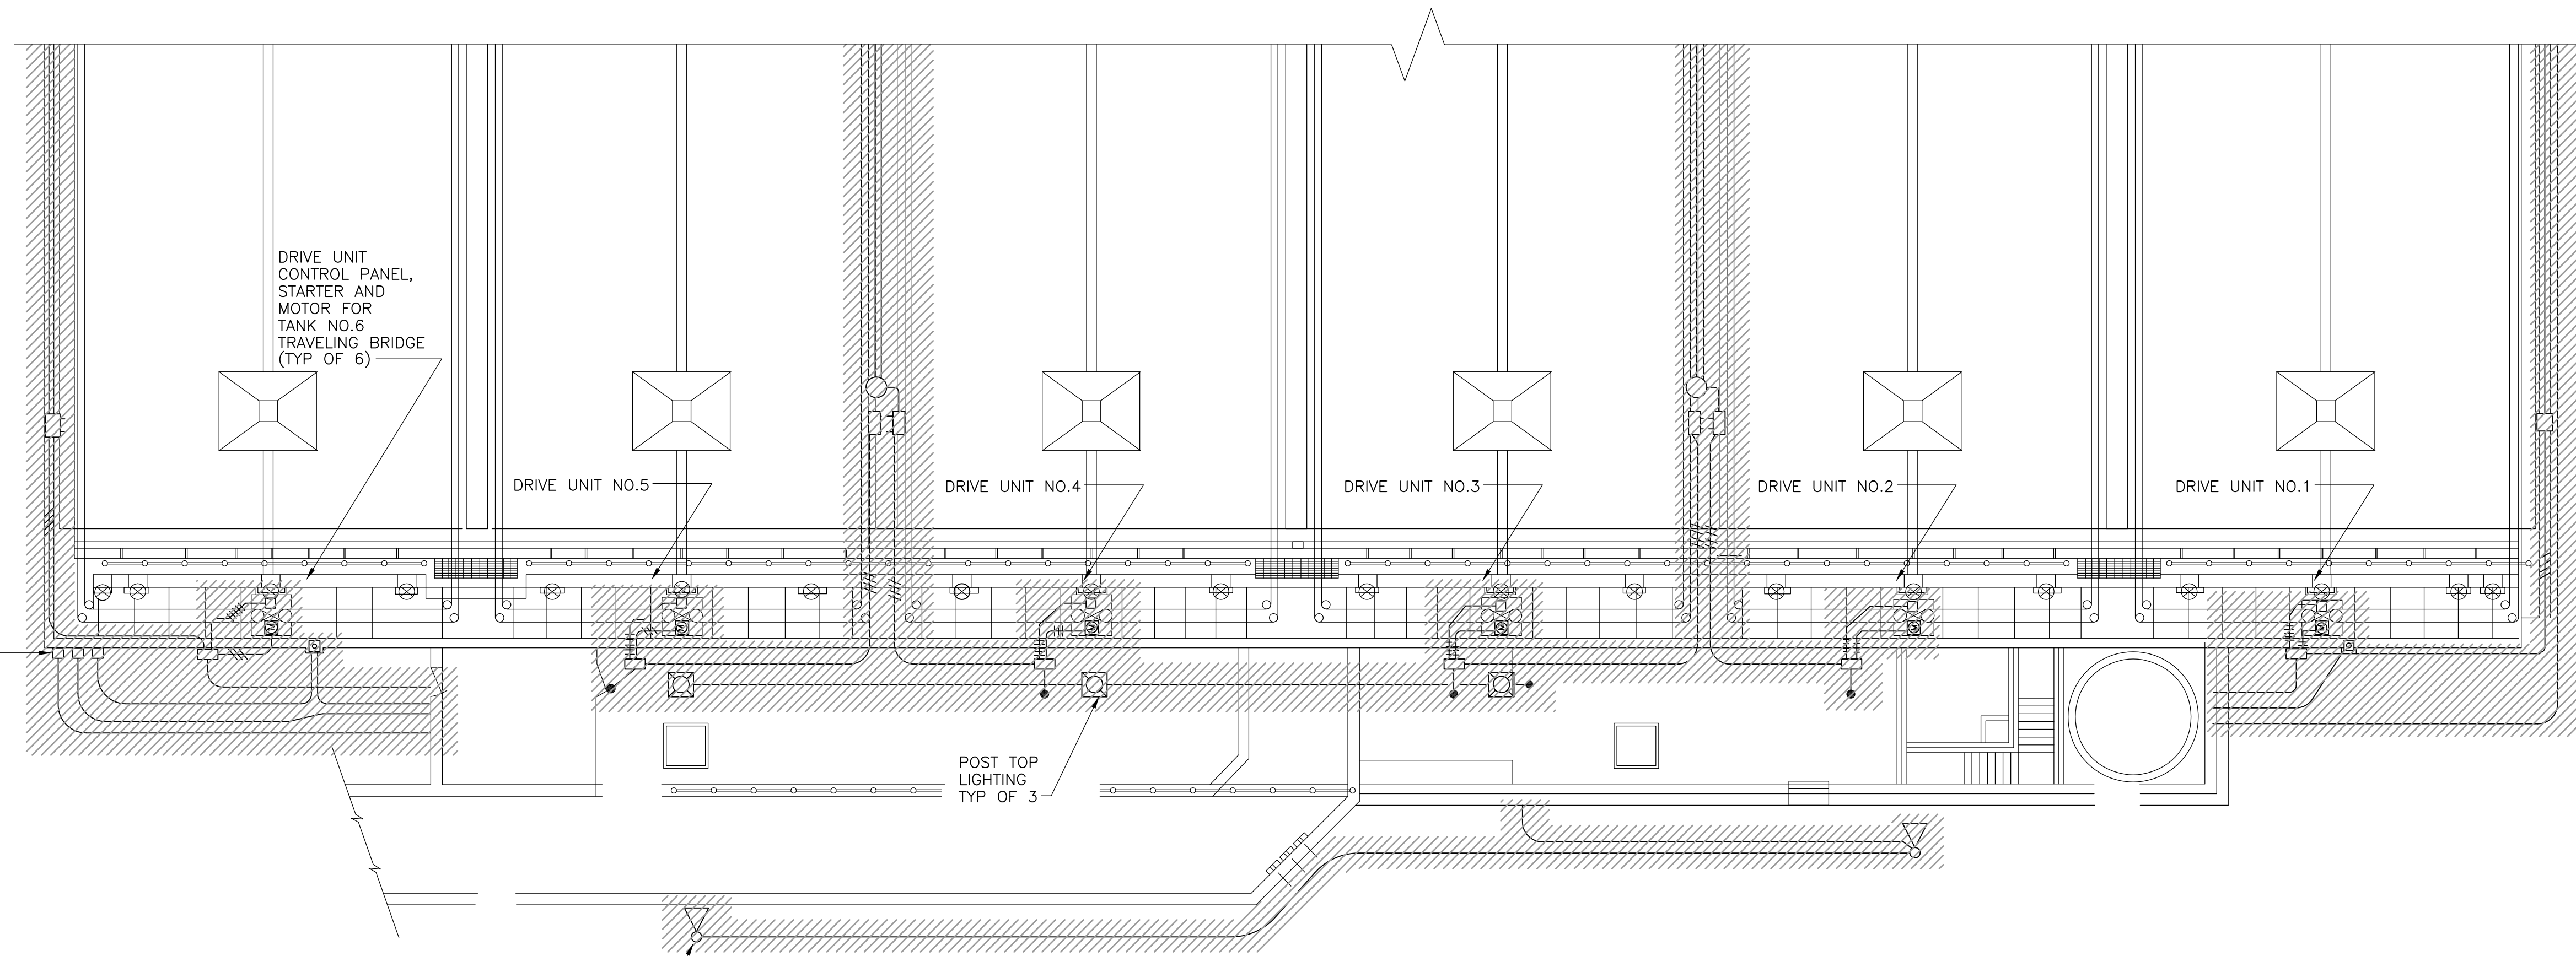 DRIVE UNIT
CONTROL PANEL,
STARTER AND
MOTOR FOR
TANK NO.6
TRAVELING BRIDGE
(TYP OF 6)
DRIVE UNIT NO.5
DRIVE UNIT NO.4
DRIVE UNIT NO.3
DRIVE UNIT NO.2
DRIVE UNIT NO.1
POST TOP
LIGHTING
TYP OF 3